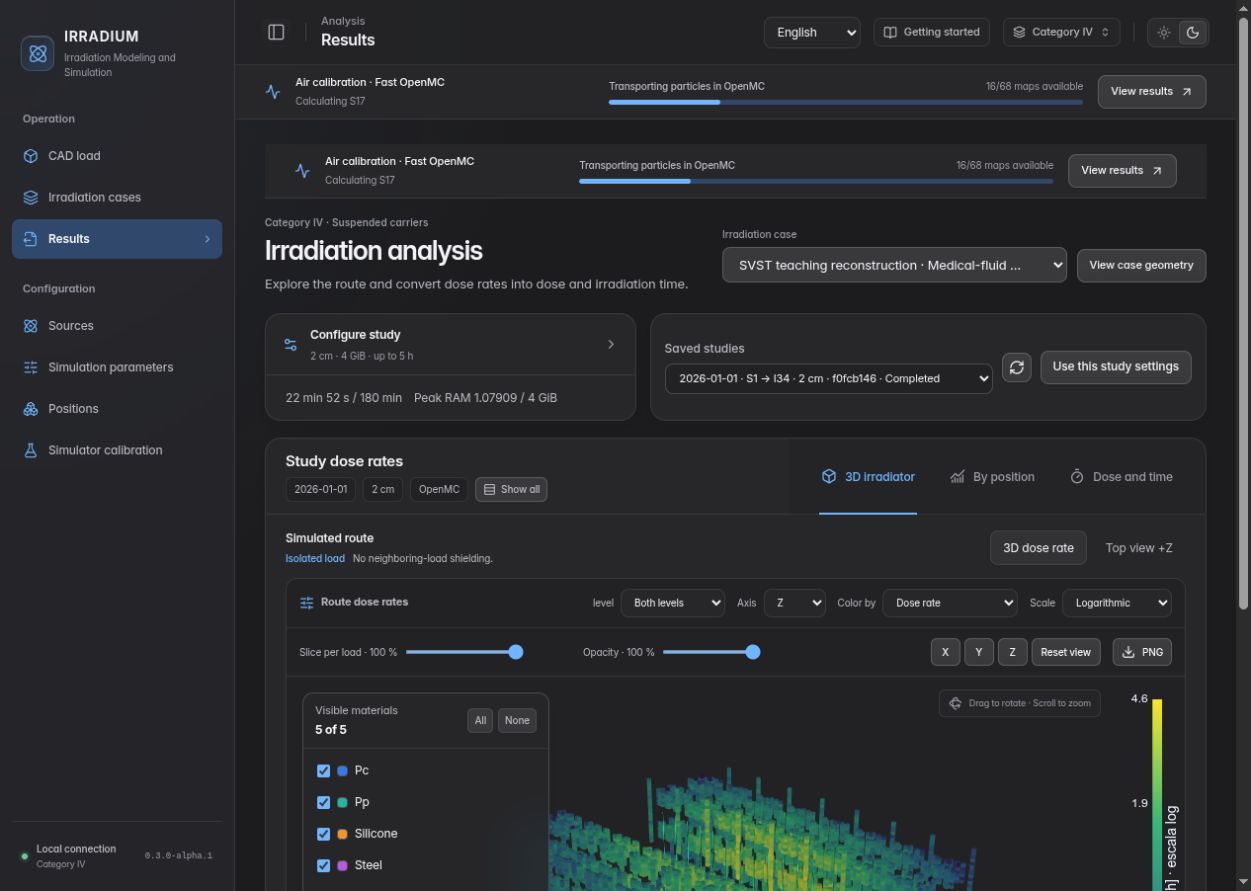 IRRADIUM
Irradiation Modeling and
Simulation
Operation
CAD load
Irradiation cases
Results
Configuration
Sources
Simulation parameters
Positions
Simulator calibration
Local connection
Category IV
0.3.0-alpha.1
Analysis
Results
English
Getting started
Category IV
Air calibration · Fast OpenMC
Calculating S17
Transporting particles in OpenMC
16/68 maps available
View results
Air calibration · Fast OpenMC
Calculating S17
Transporting particles in OpenMC
16/68 maps available
View results
Category IV · Suspended carriers
Irradiation analysis
Explore the route and convert dose rates into dose and irradiation time.
Irradiation case
SVST teaching reconstruction · Medical-fluid ...
View case geometry
Configure study
2 cm · 4 GiB · up to 5 h
22 min 52 s / 180 min Peak RAM 1.07909 / 4 GiB
Saved studies
2026-01-01 · S1 → I34 · 2 cm · f0fcb146 · Completed
Use this study settings
Study dose rates
2026-01-01
2 cm
OpenMC
Show all
3D irradiator
By position
Dose and time
Simulated route
Isolated load No neighboring-load shielding.
3D dose rate
Top view +Z
Route dose rates
level
Both levels
Axis
Z
Color by
Dose rate
Scale
Logarithmic
Slice per load · 100 %
Opacity · 100 %
X
Y
Z
Reset view
PNG
Visible materials
5 of 5
All
None
Pc
Pp
Silicone
Steel
Drag to rotate · Scroll to zoom
4.6
1.9
h] · escala log